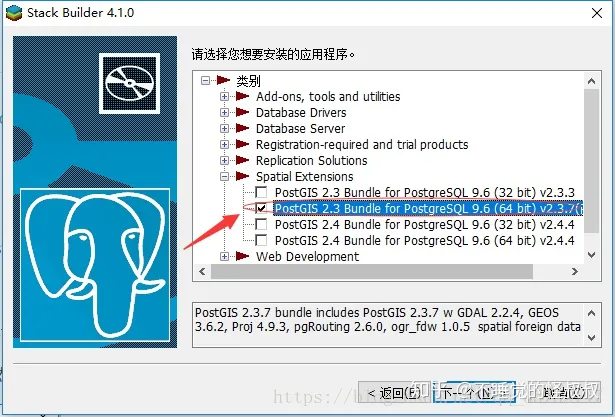 Stack Builder 4.1.0
请选择您想要安装的应用程序。
类别
Add-ons, tools and utilities
Database Drivers
Database Server
Registration-required and trial products
Replication Solutions
Spatial Extensions
PostGIS 2.3 Bundle for PostgreSQL 9.6 (32 bit) v2.3.3
PostGIS 2.3 Bundle for PostgreSQL 9.6 (64 bit) v2.3.7(
PostGIS 2.4 Bundle for PostgreSQL 9.6 (32 bit) v2.4.4
PostGIS 2.4 Bundle for PostgreSQL 9.6 (64 bit) v2.4.4
Web Development
PostGIS 2.3.7 bundle includes PostGIS 2.3.7 w GDAL 2.2.4, GEOS
3.6.2, Proj 4.9.3, pgRouting 2.6.0, ogr_fdw 1.0.5 spatial foreign data
< 返回(P) 下一个(N) 取消(C)